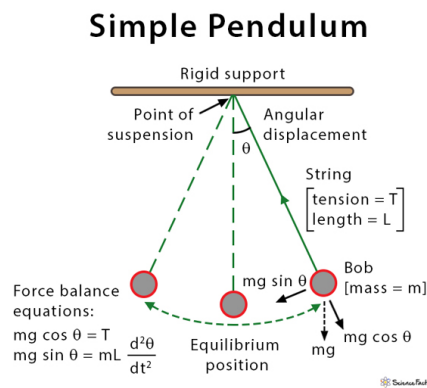 Simple Pendulum
Rigid support
Point of
suspension
Angular
displacement
θ
String
[tension = T
length = L]
mg sin θ
Bob
[mass = m]
mg cos θ
mg
Equilibrium
position
Force balance
equations:
mg cos θ = T
mg sin θ = mL d²θ/dt²
ScienceFacts